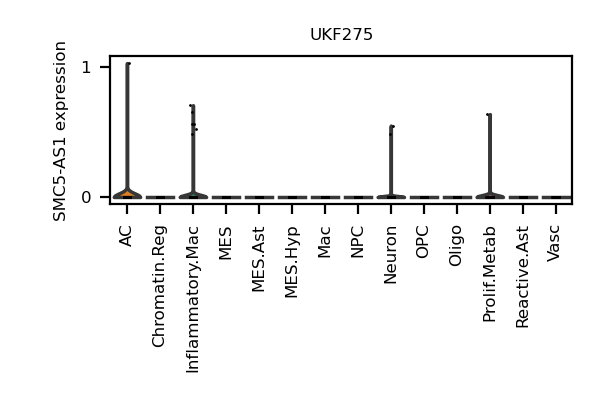 UKF275
SMC5-AS1 expression
1
0
AC
Chromatin.Reg
Inflammatory.Mac
MES
MES.Ast
MES.Hyp
Mac
NPC
Neuron
OPC
Oligo
Prolif.Metab
Reactive.Ast
Vasc